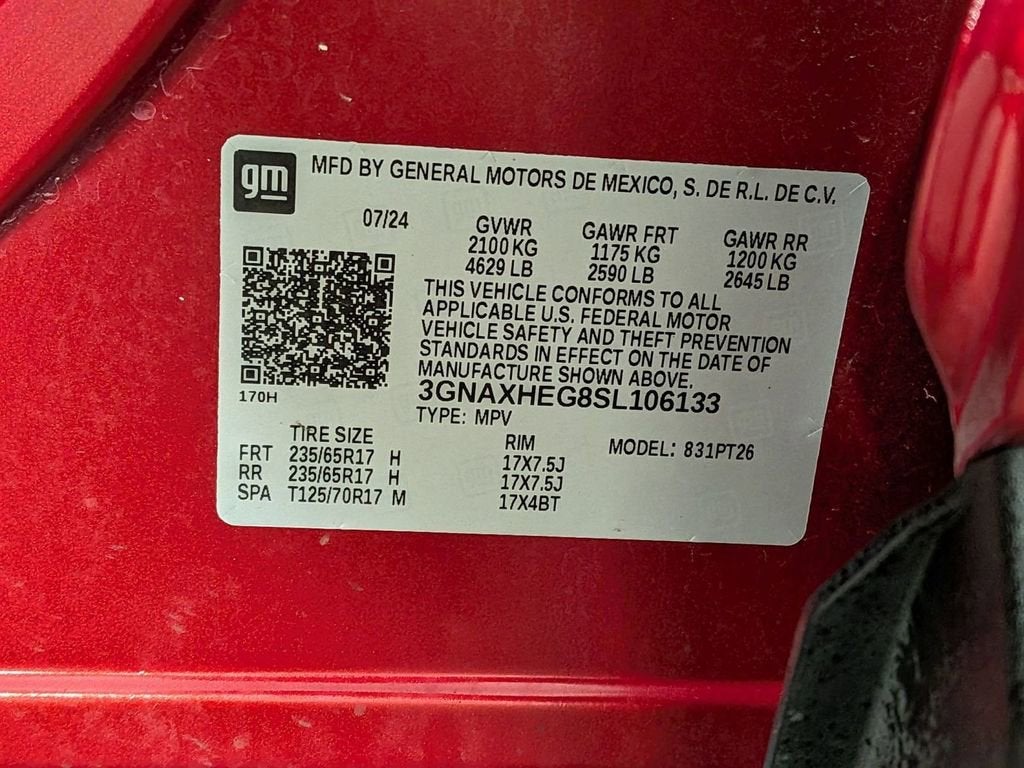 gm
MFD BY GENERAL MOTORS DE MEXICO, S. DE R.L. DE C.V.
07/24
GVWR GAWR FRT GAWR RR
2100 KG 1175 KG 1200 KG
4629 LB 2590 LB 2645 LB
THIS VEHICLE CONFORMS TO ALL
APPLICABLE U.S. FEDERAL MOTOR
VEHICLE SAFETY AND THEFT PREVENTION
STANDARDS IN EFFECT ON THE DATE OF
MANUFACTURE SHOWN ABOVE.
170H
3GNAXHEG8SL106133
TYPE: MPV
TIRE SIZE RIM MODEL: 831PT26
FRT 235/65R17 H 17X7.5J
RR 235/65R17 H 17X7.5J
SPA T125/70R17 M 17X4BT